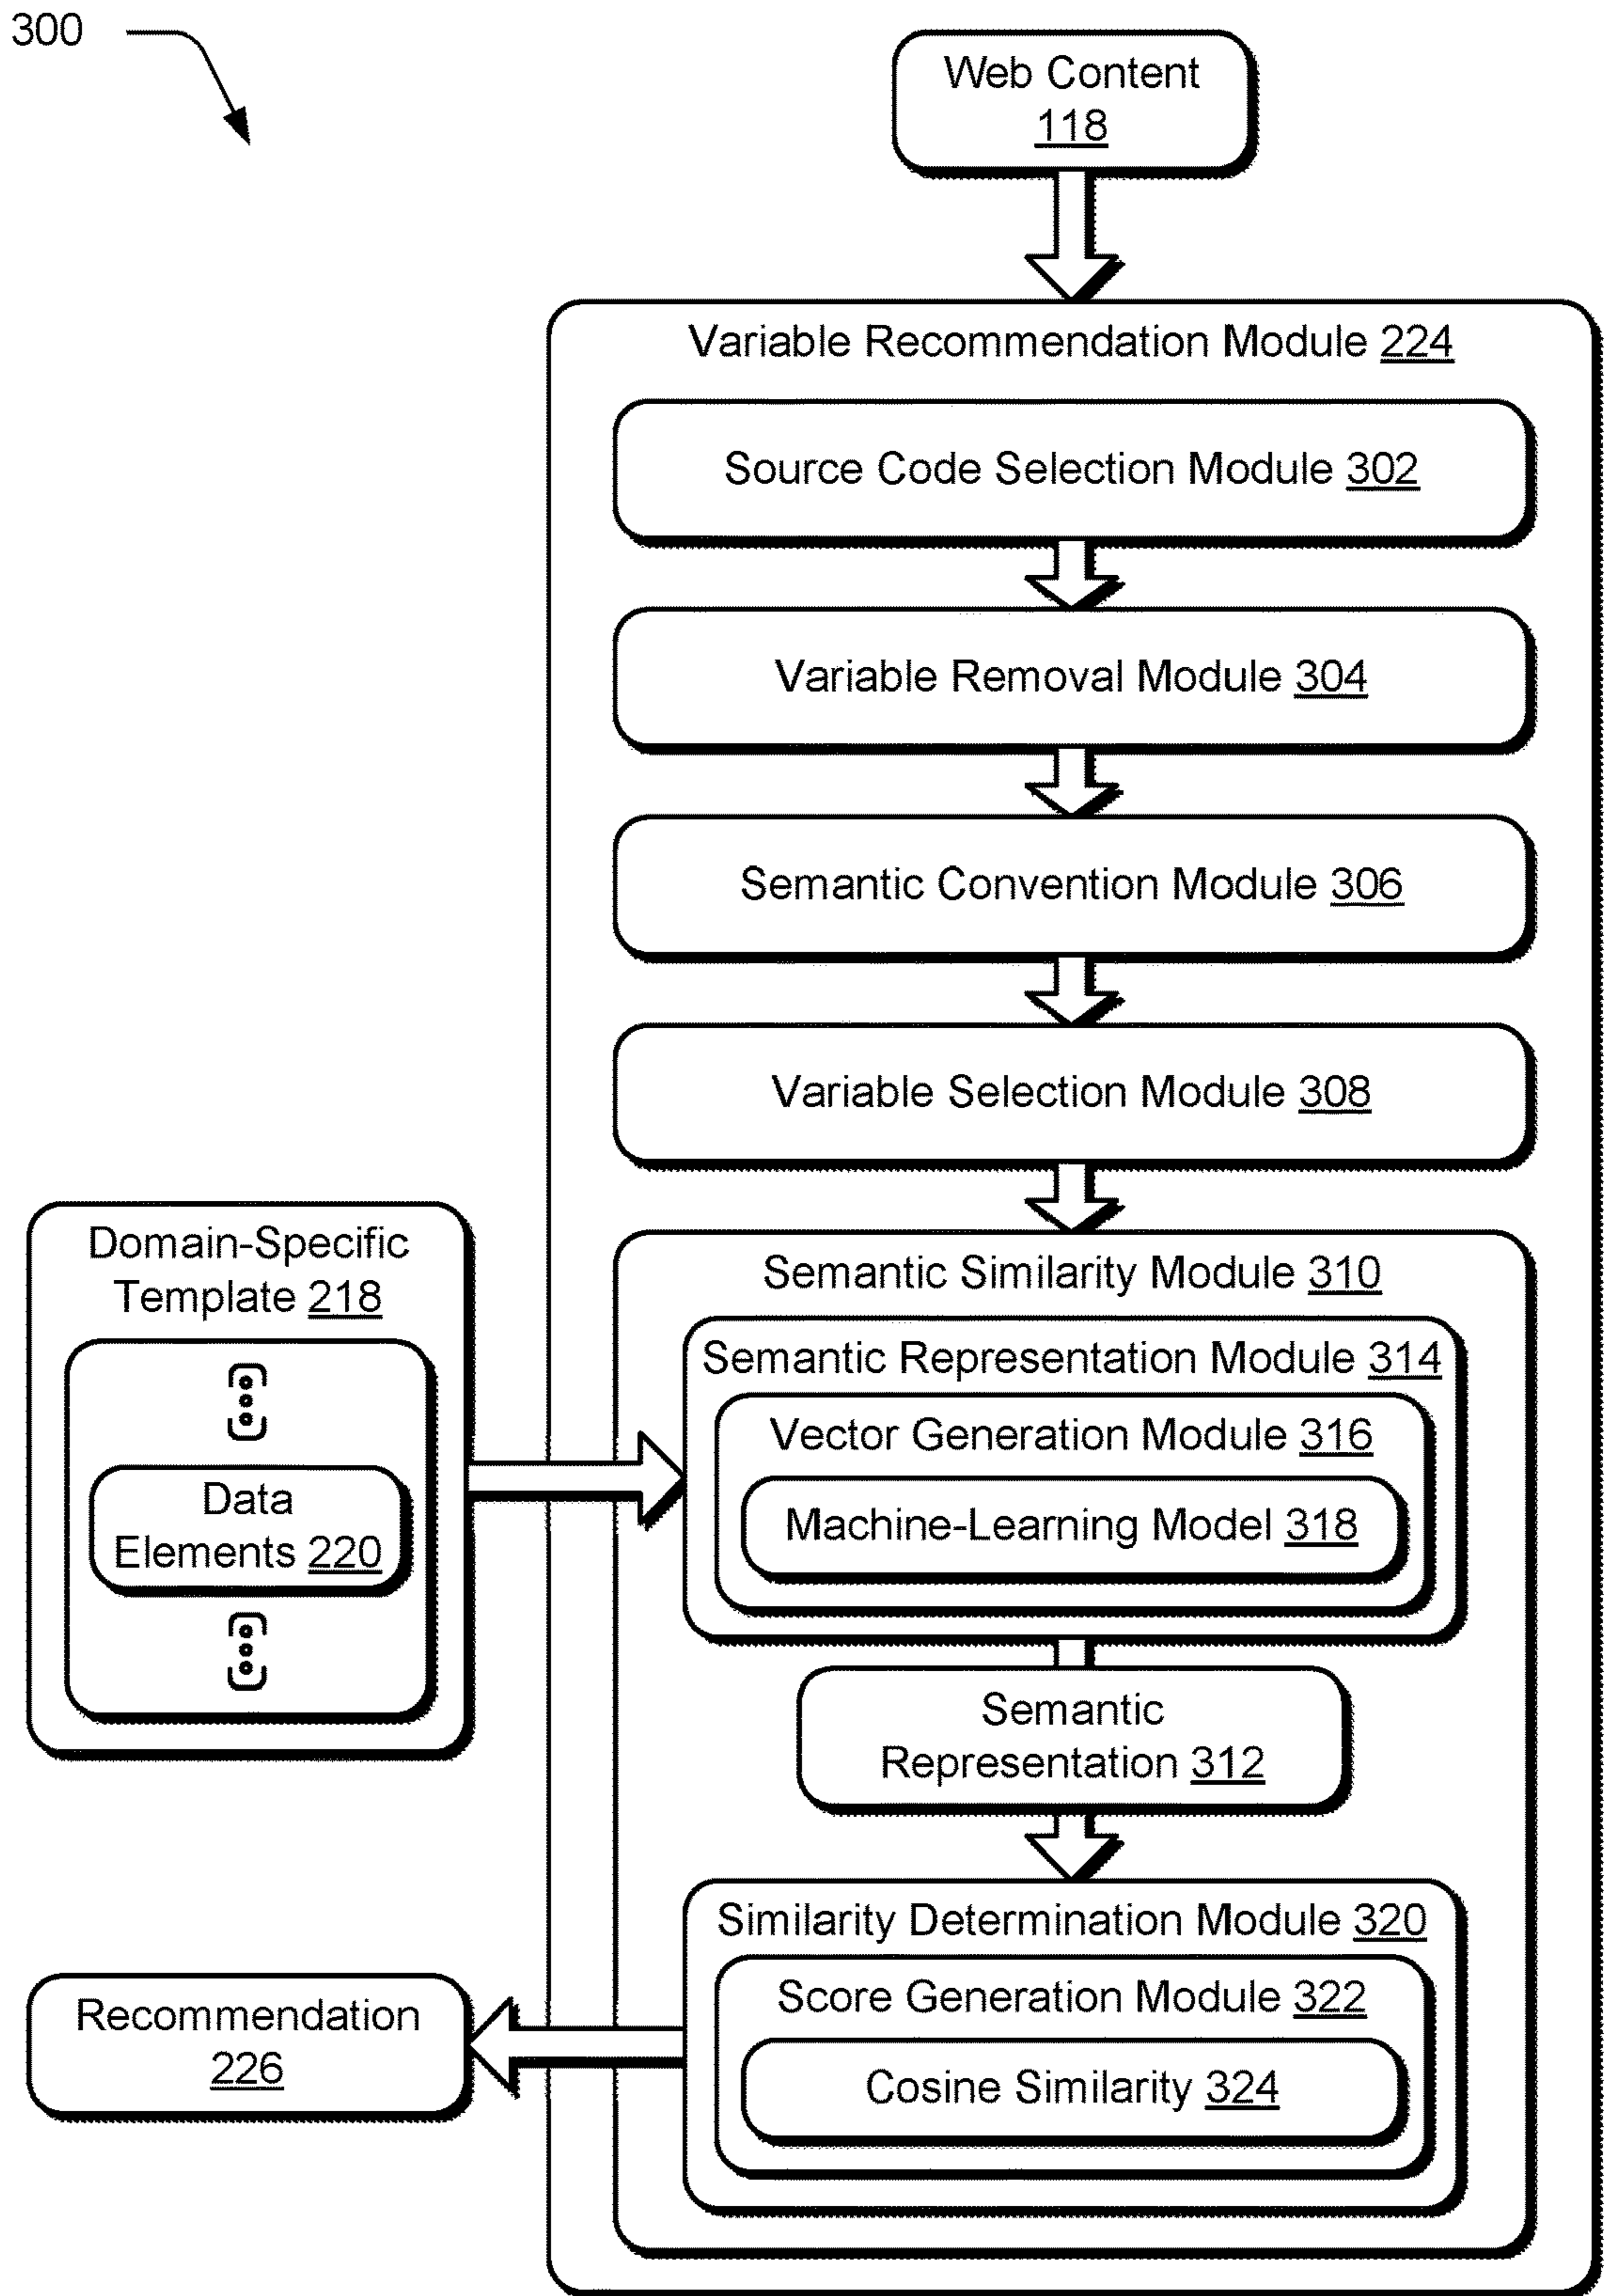 300
Web Content
118
Variable Recommendation Module 224
Source Code Selection Module 302
Variable Removal Module 304
Semantic Convention Module 306
Variable Selection Module 308
Domain-Specific
Template 218
Data
Elements 220
Semantic Similarity Module 310
Semantic Representation Module 314
Vector Generation Module 316
Machine-Learning Model 318
Semantic
Representation 312
Similarity Determination Module 320
Score Generation Module 322
Cosine Similarity 324
Recommendation
226